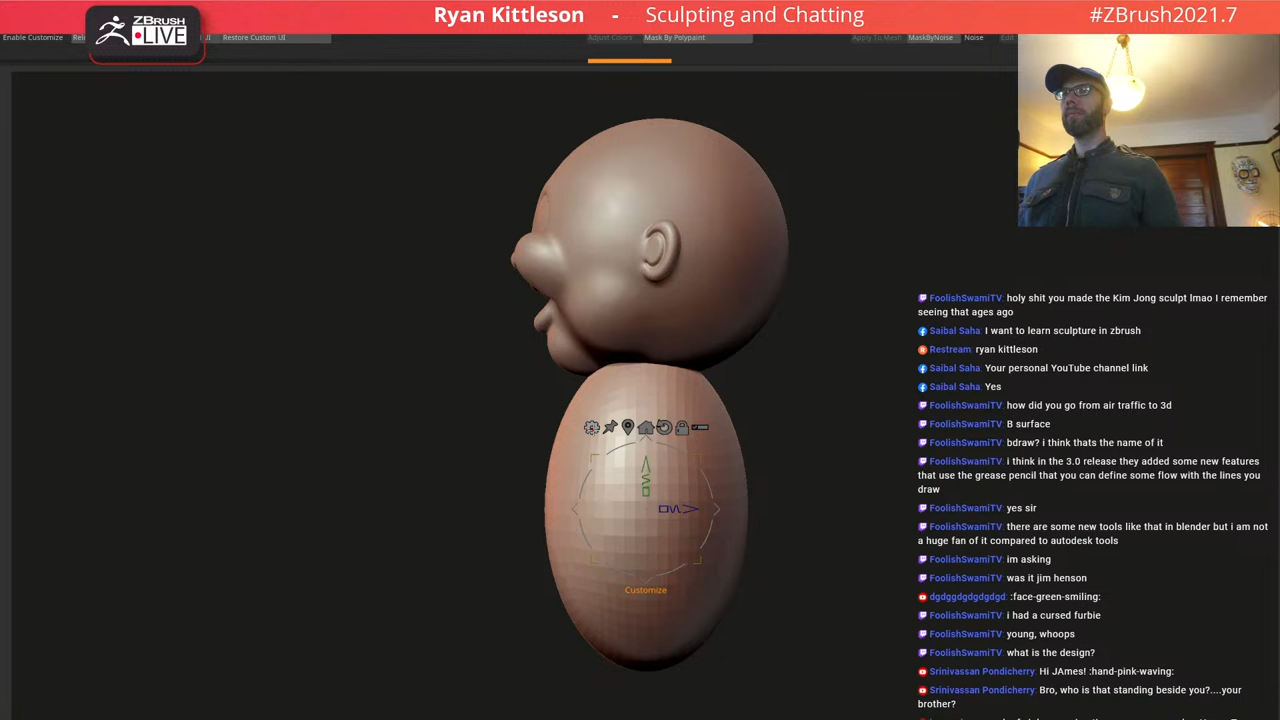 Ryan Kittleson - Sculpting and Chatting #ZBrush2021.7
ZBRUSH
LIVE
Enable Customize UI Restore Custom UI Adjust Colors Mask By Polypaint Apply To Mesh MaskByNoise Noise Edit
FoolishSwamiTV: holy shit you made the Kim Jong sculpt lmao I remember
seeing that ages ago
Saibal Saha: I want to learn sculpture in zbrush
Restream: ryan kittleson
Saibal Saha: Your personal YouTube channel link
Saibal Saha: Yes
FoolishSwamiTV: how did you go from air traffic to 3d
FoolishSwamiTV: B surface
FoolishSwamiTV: bdraw? i think thats the name of it
FoolishSwamiTV: i think in the 3.0 release they added some new features
that use the grease pencil that you can define some flow with the lines you
draw
FoolishSwamiTV: yes sir
FoolishSwamiTV: there are some new tools like that in blender but i am not
a huge fan of it compared to autodesk tools
FoolishSwamiTV: im asking
FoolishSwamiTV: was it jim henson
dgdggdgdgdgdgd: :face-green-smiling:
FoolishSwamiTV: i had a cursed furbie
FoolishSwamiTV: young, whoops
FoolishSwamiTV: what is the design?
Srinivassan Pondicherry: Hi JAmes! :hand-pink-waving:
Srinivassan Pondicherry: Bro, who is that standing beside you?....your
brother?
Customize